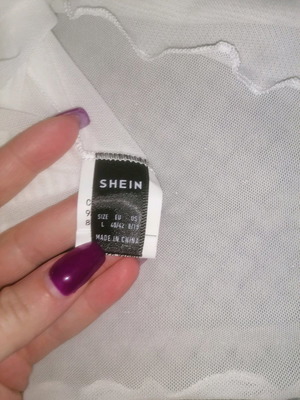 SHEIN
SIZE EU US
L 40/42 8/10
MADE IN CHINA